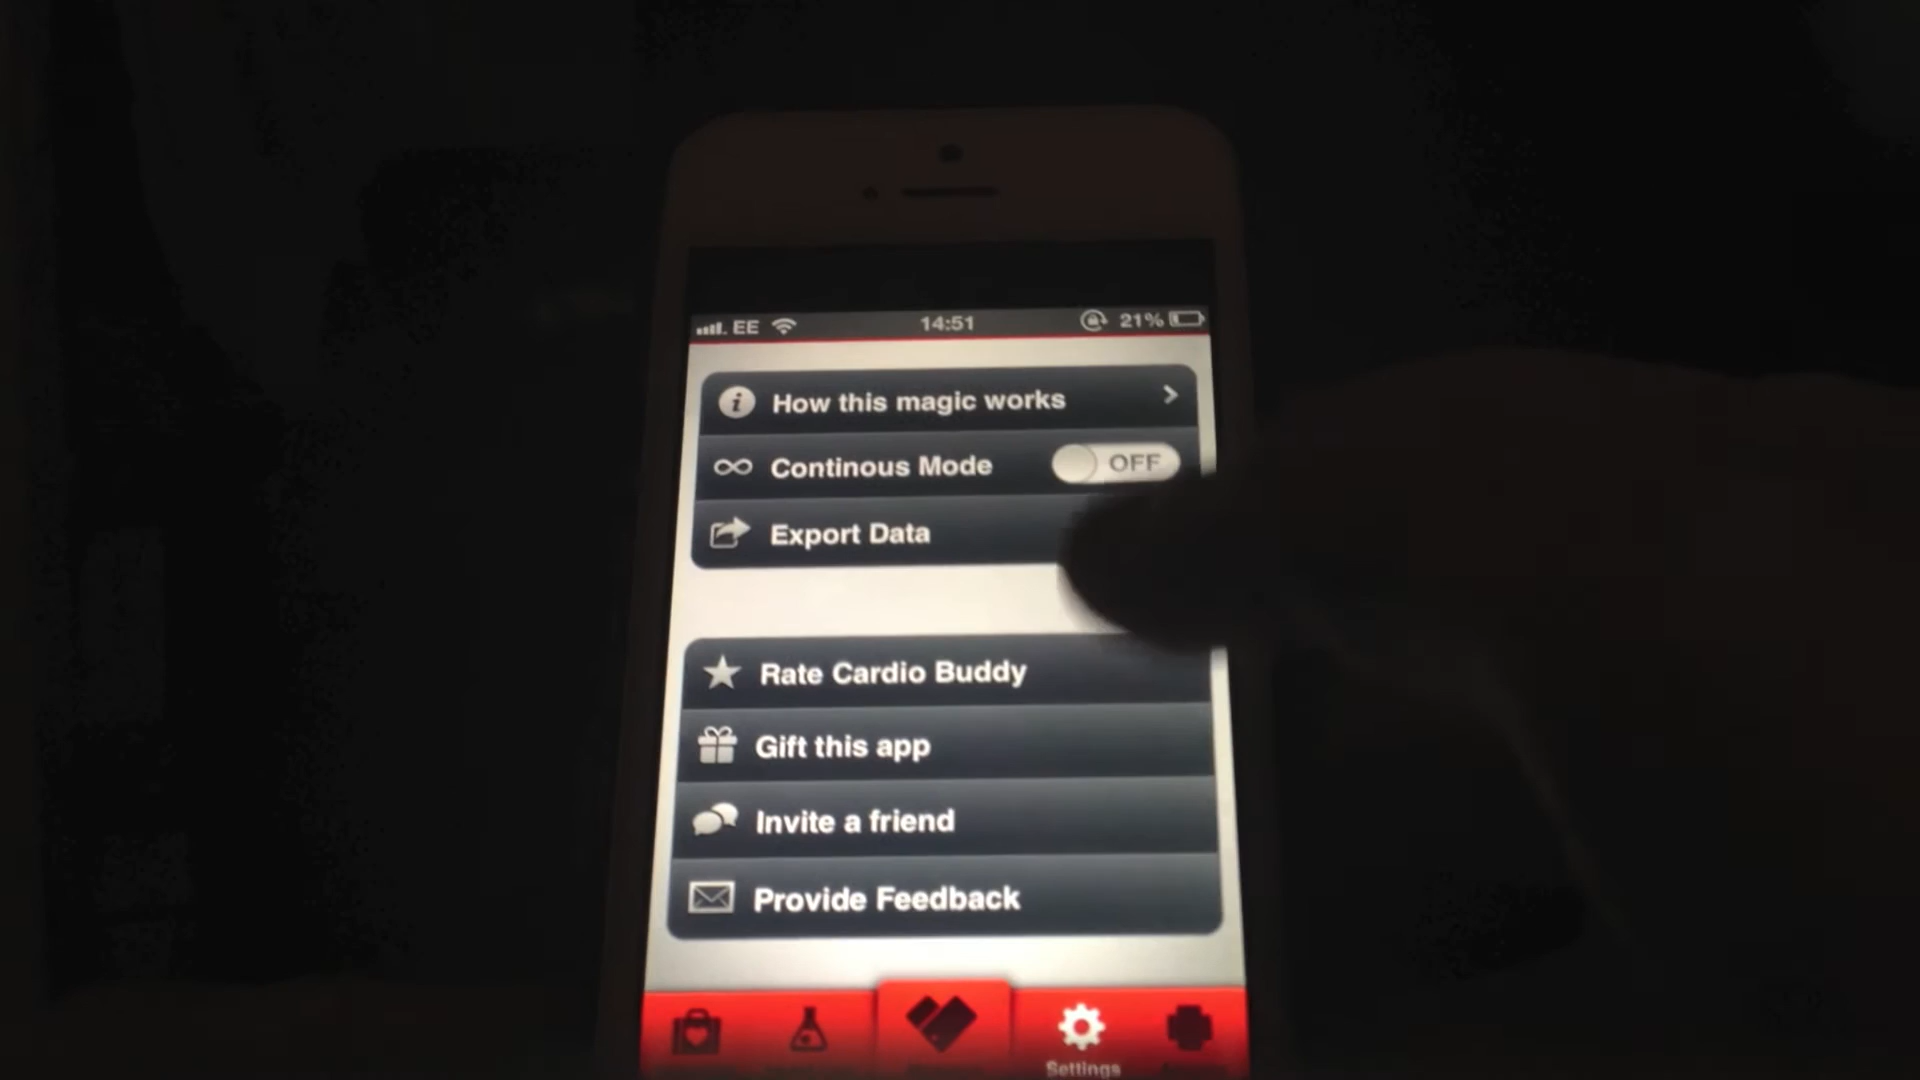 EE 14:51 21%
How this magic works
Continous Mode OFF
Export Data
Rate Cardio Buddy
Gift this app
Invite a friend
Provide Feedback
Settings